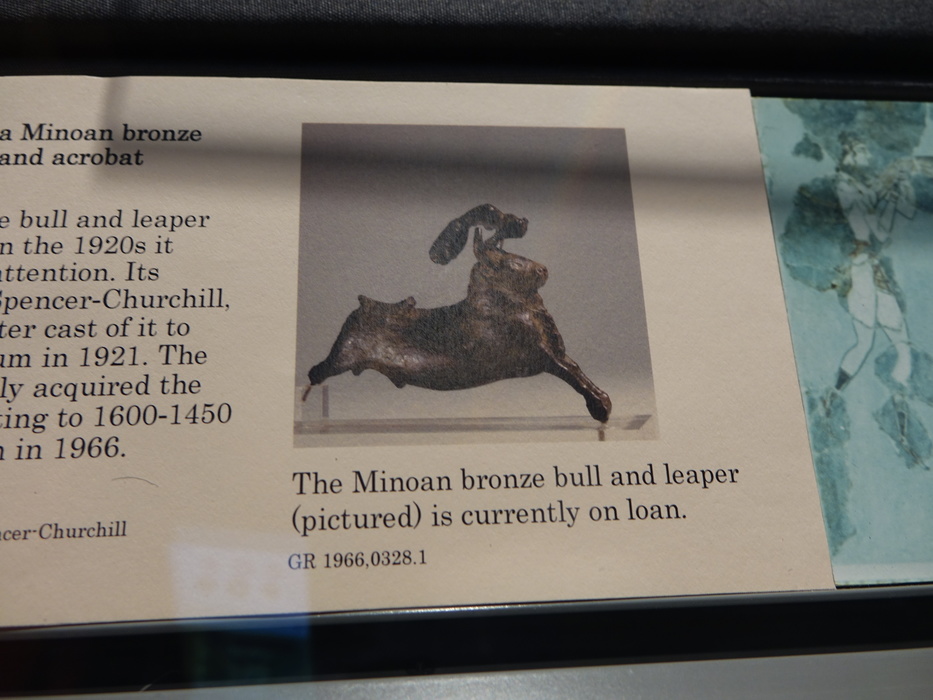 a Minoan bronze
and acrobat
e bull and leaper
n the 1920s it
attention. Its
Spencer-Churchill,
ter cast of it to
um in 1921. The
ly acquired the
ting to 1600-1450
n in 1966.
cer-Churchill
The Minoan bronze bull and leaper
(pictured) is currently on loan.
GR 1966,0328.1